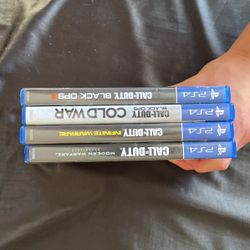 PS4 CALL OF DUTY BLACK OPS
PS4 CALL OF DUTY BLACK OPS COLD WAR
PS4 CALL OF DUTY INFINITE WARFARE
PS4 CALL OF DUTY MODERN WARFARE